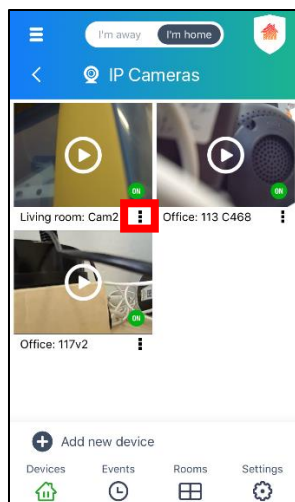 I'm away I'm home
IP Cameras
ON ON
Living room: Cam2 Office: 113 C468
ON
Office: 117v2
Add new device
Devices Events Rooms Settings